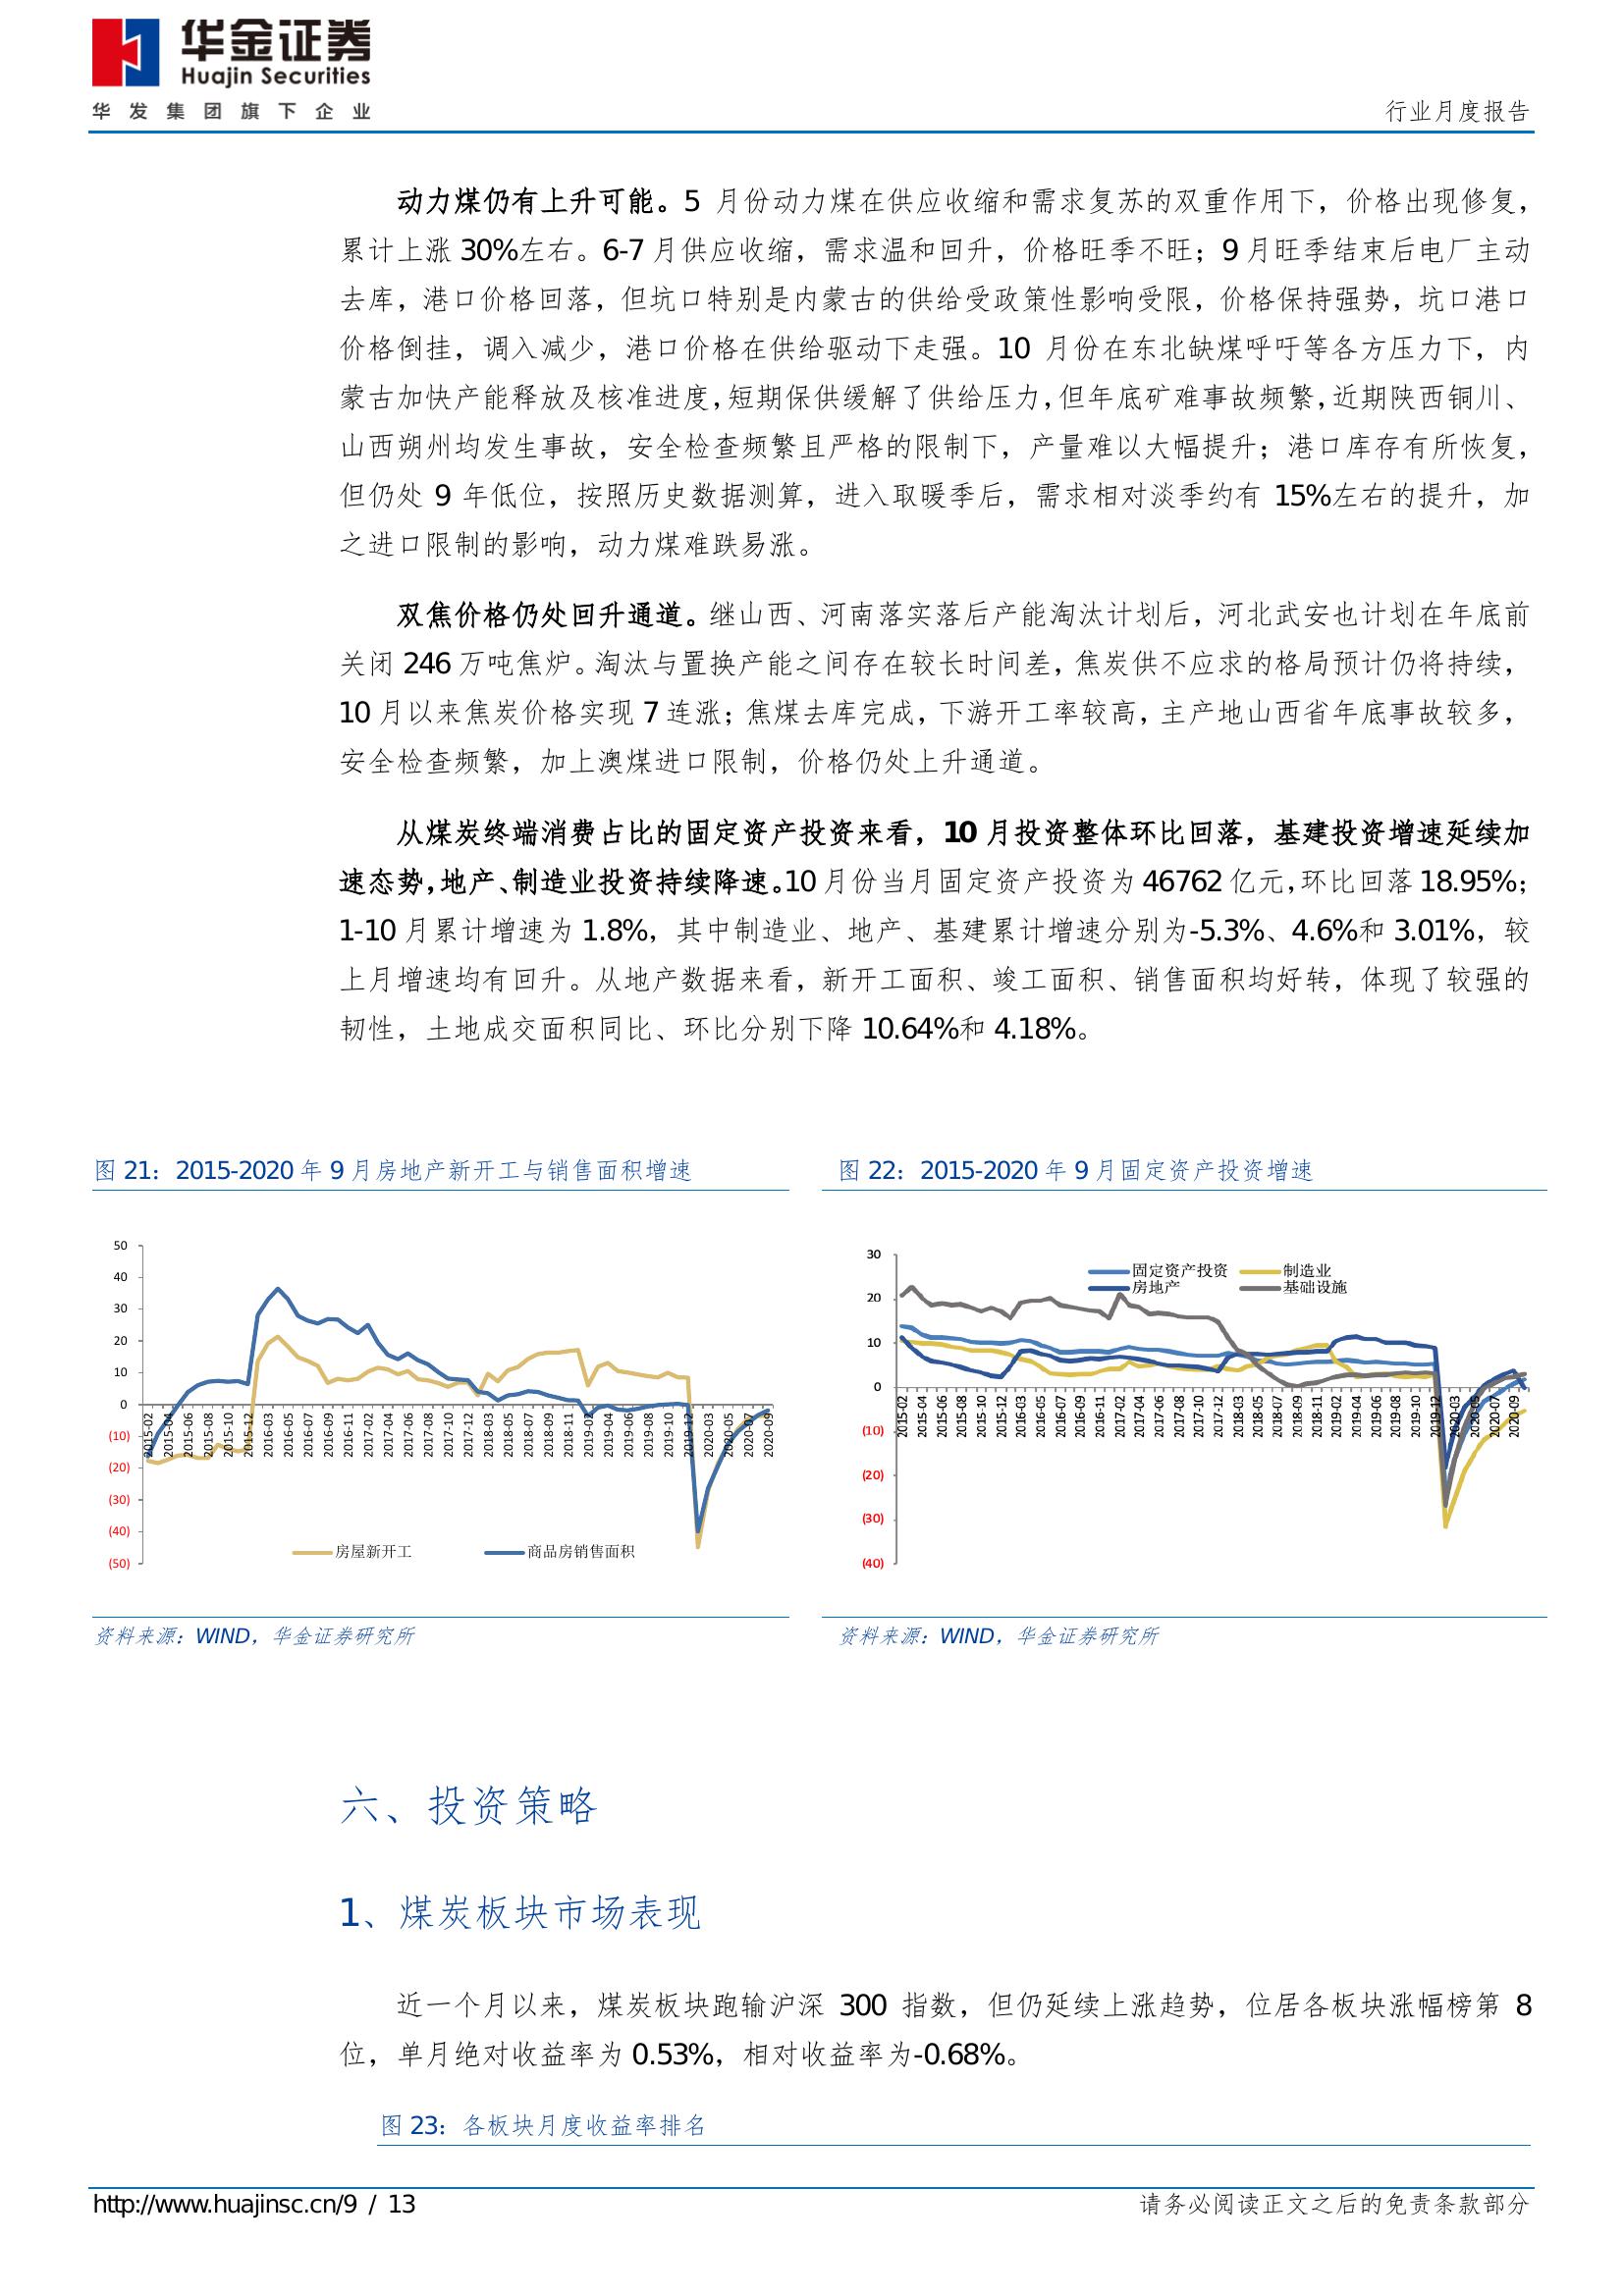 华金证券
Huajin Securities
华发集团旗下企业
行业月度报告
动力煤仍有上升可能。5 月份动力煤在供应收缩和需求复苏的双重作用下，价格出现修复，
累计上涨 30%左右。6-7 月供应收缩，需求温和回升，价格旺季不旺；9 月旺季结束后电厂主动
去库，港口价格回落，但坑口特别是内蒙古的供给受政策性影响受限，价格保持强势，坑口港口
价格倒挂，调入减少，港口价格在供给驱动下走强。10 月份在东北缺煤呼吁等各方压力下，内
蒙古加快产能释放及核准进度，短期保供缓解了供给压力，但年底矿难事故频繁，近期陕西铜川、
山西朔州均发生事故，安全检查频繁且严格的限制下，产量难以大幅提升；港口库存有所恢复，
但仍处 9 年低位，按照历史数据测算，进入取暖季后，需求相对淡季约有 15%左右的提升，加
之进口限制的影响，动力煤难跌易涨。
双焦价格仍处回升通道。继山西、河南落实落后产能淘汰计划后，河北武安也计划在年底前
关闭 246 万吨焦炉。淘汰与置换产能之间存在较长时间差，焦炭供不应求的格局预计仍将持续，
10 月以来焦炭价格实现 7 连涨；焦煤去库完成，下游开工率较高，主产地山西省年底事故较多，
安全检查频繁，加上澳煤进口限制，价格仍处上升通道。
从煤炭终端消费占比的固定资产投资来看，10 月投资整体环比回落，基建投资增速延续加
速态势，地产、制造业投资持续降速。10 月份当月固定资产投资为 46762 亿元，环比回落 18.95%；
1-10 月累计增速为 1.8%，其中制造业、地产、基建累计增速分别为-5.3%、4.6%和 3.01%，较
上月增速均有回升。从地产数据来看，新开工面积、竣工面积、销售面积均好转，体现了较强的
韧性，土地成交面积同比、环比分别下降 10.64%和 4.18%。
图 21：2015-2020 年 9 月房地产新开工与销售面积增速
50
40
30
20
10
0
(10)
(20)
(30)
(40)
(50)
2015-02
2015-04
2015-06
2015-08
2015-10
2015-12
2016-03
2016-05
2016-07
2016-09
2016-11
2017-02
2017-04
2017-06
2017-08
2017-10
2017-12
2018-03
2018-05
2018-07
2018-09
2018-11
2019-02
2019-04
2019-06
2019-08
2019-10
2019-12
2020-03
2020-05
2020-07
2020-09
房屋新开工
商品房销售面积
资料来源：WIND，华金证券研究所
图 22：2015-2020 年 9 月固定资产投资增速
30
20
10
0
(10)
(20)
(30)
(40)
固定资产投资
制造业
房地产
基础设施
2015-02
2015-04
2015-06
2015-08
2015-10
2015-12
2016-03
2016-05
2016-07
2016-09
2016-11
2017-02
2017-04
2017-06
2017-08
2017-10
2017-12
2018-03
2018-05
2018-07
2018-09
2018-11
2019-02
2019-04
2019-06
2019-08
2019-10
2019-12
2020-03
2020-05
2020-07
2020-09
资料来源：WIND，华金证券研究所
六、投资策略
1、煤炭板块市场表现
近一个月以来，煤炭板块跑输沪深 300 指数，但仍延续上涨趋势，位居各板块涨幅榜第 8
位，单月绝对收益率为 0.53%，相对收益率为-0.68%。
图 23：各板块月度收益率排名
http://www.huajinsc.cn/9 / 13
请务必阅读正文之后的免责条款部分